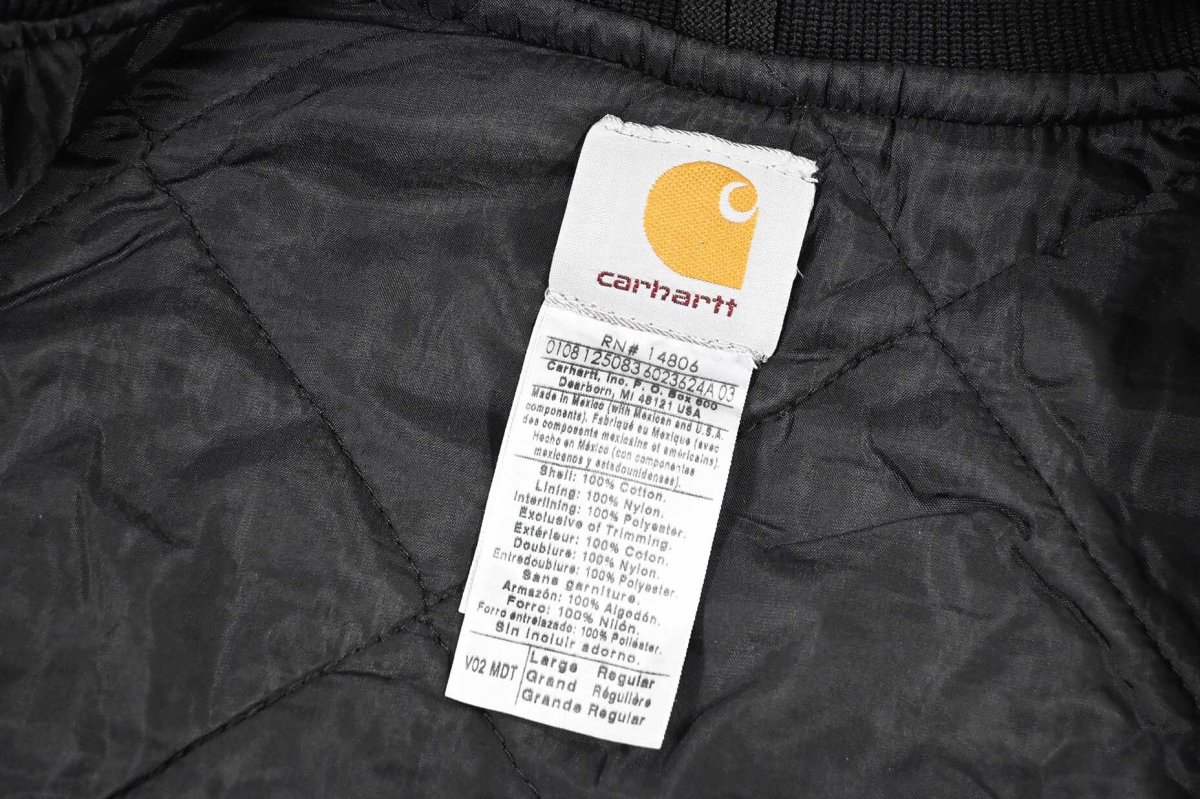 carhartt
RN# 14806
01081250836023624A 03
Carhartt, Inc. P. O. Box 600
Dearborn, MI 48121 USA
Made in Mexico (with Mexican and U.S.A.
components). Fabriqué au Mexique (avec
des composants mexicains et américains).
Hecho en México (con componentes
mexicanos y estadounidenses).
Shell: 100% Cotton.
Lining: 100% Nylon.
Interlining: 100% Polyester.
Exclusive of Trimming.
Extérieur: 100% Coton.
Doublure: 100% Nylon.
Entredoublure: 100% Polyester.
Sans garniture.
Armazón: 100% Algodón.
Forro: 100% Nilón.
Forro entrelazado: 100% Poliéster.
Sin incluir adorno.
V02 MDT
Large Regular
Grand Régulière
Grande Regular